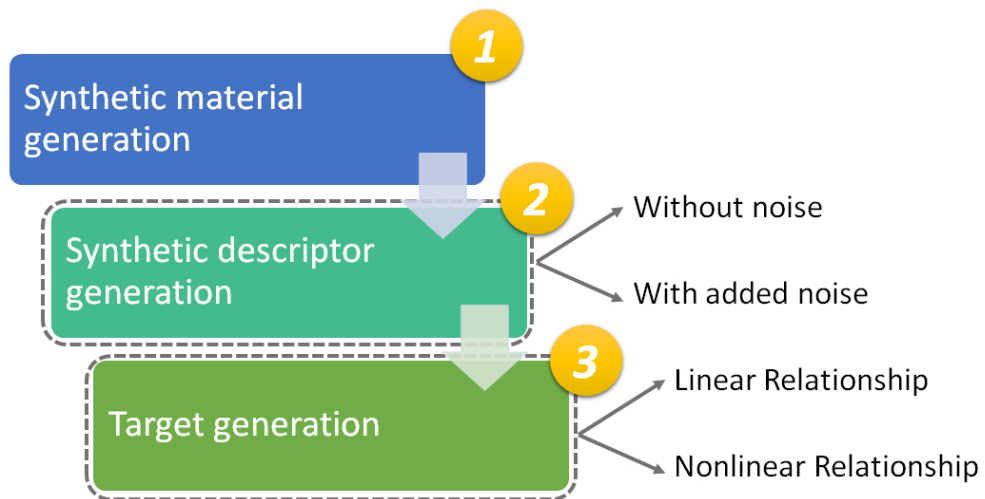 1
Synthetic material
generation
2
Synthetic descriptor
generation
Without noise
With added noise
3
Target generation
Linear Relationship
Nonlinear Relationship